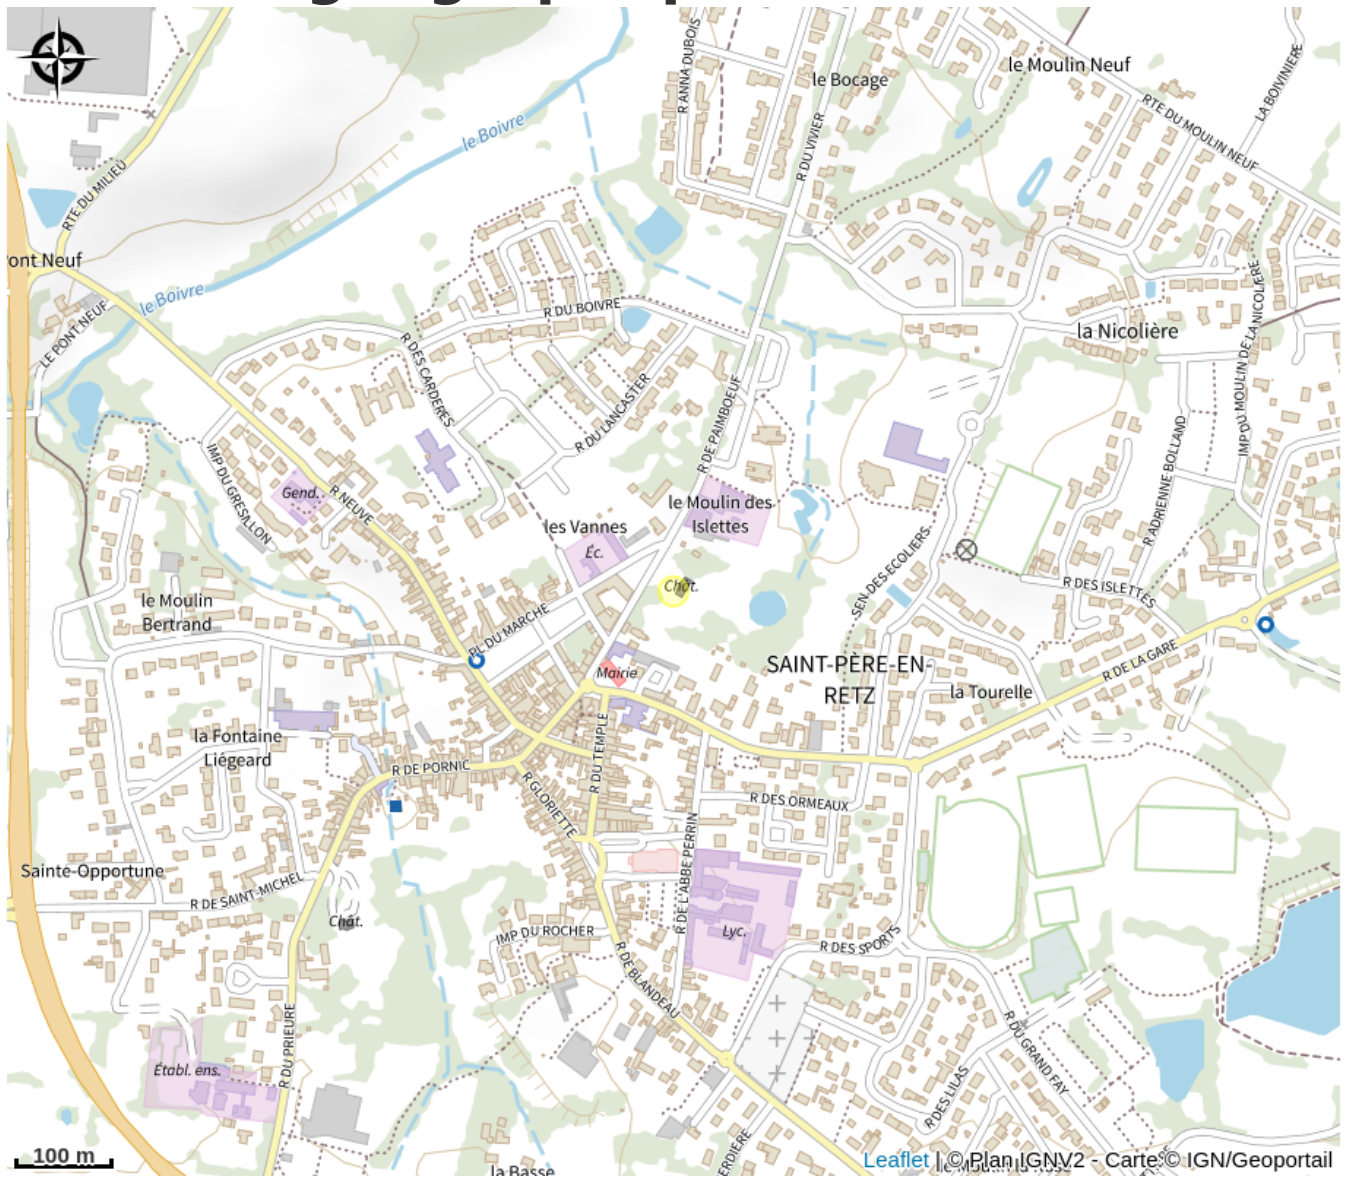 R ANNA DUBOIS
le Bocage
le Moulin Neuf
LA BOIVINIERE
RTE DU MOULIN NEUF
le Boivre
R DU VIVIER
RTE DU MILIEU
ont Neuf
le Boivre
LE PONT NEUF
R DU BOIVRE
la Nicolière
IMP DU MOULIN DE LA NICOLIERE
R DES CARDERES
R DU LANCASTER
R DE PAIMBOEUF
R ADRIENNE BOLLAND
IMP DU GRESILLON
Gend.
R NEUVE
le Moulin des
Islettes
les Vannes
Éc.
SEN DES ECOLIERS
Chât.
R DES ISLETTES
le Moulin
Bertrand
PL DU MARCHE
Mairie
SAINT-PÈRE-EN-
RETZ
R DE LA GARE
la Tourelle
la Fontaine
Liégeard
R DU TEMPLE
R DE PORNIC
R GLORIETTE
R DES ORMEAUX
R DE L'ABBE PERRIN
Sainte-Opportune
R DE SAINT-MICHEL
Chât.
IMP DU ROCHER
Lyc.
R DES SPORTS
R DE BLANDEAU
R DU PRIEURE
R DU GRAND FAY
Établ. ens.
R DES LILAS
ERDIERE
100 m
la Basse
Leaflet | © Plan IGNV2 - Carte © IGN/Geoportail